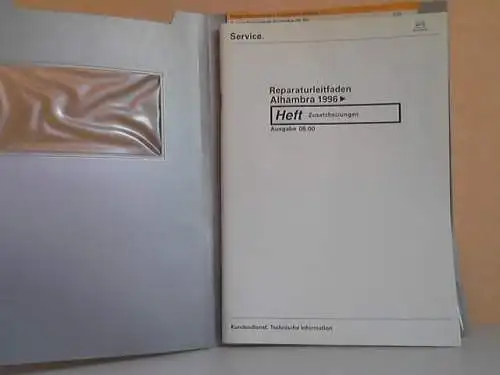 Service.
Reparaturleitfaden
Alhambra 1996 ►
Heft Zusatzheizungen
Ausgabe 08.00
Kundendienst. Technische Information